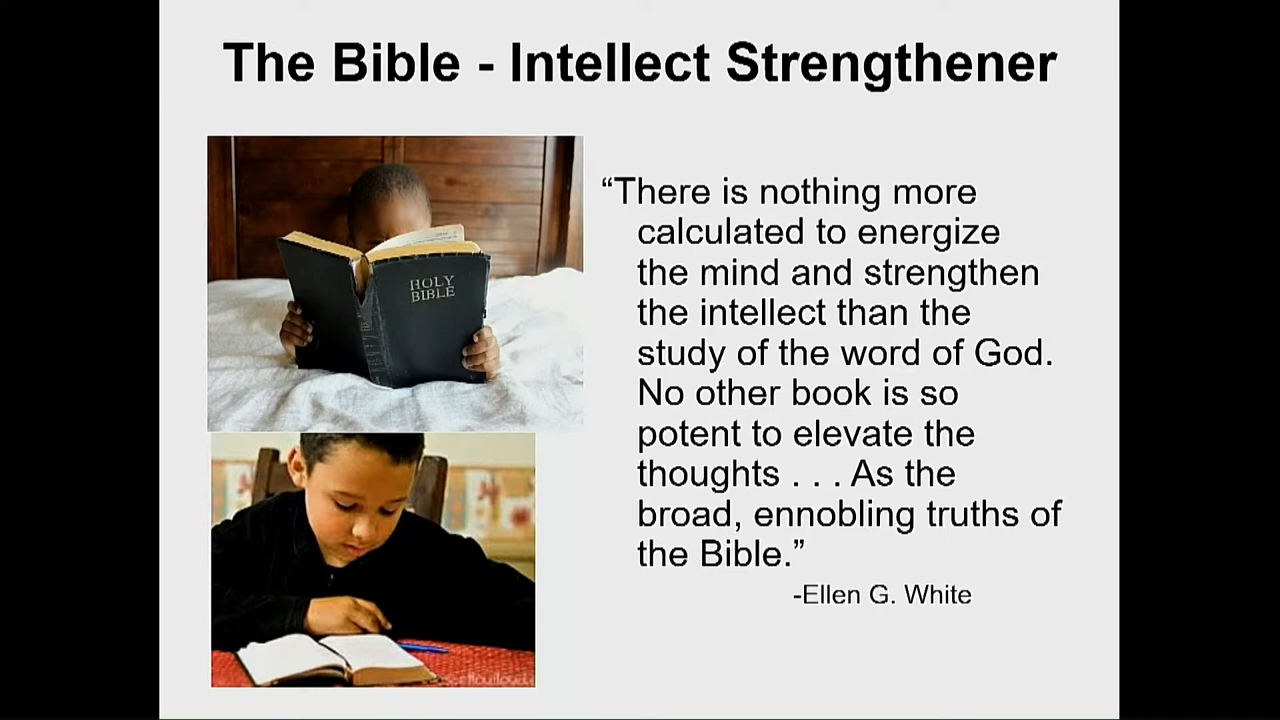 The Bible - Intellect Strengthener
HOLY
BIBLE
“There is nothing more
calculated to energize
the mind and strengthen
the intellect than the
study of the word of God.
No other book is so
potent to elevate the
thoughts . . . As the
broad, ennobling truths of
the Bible.”
-Ellen G. White